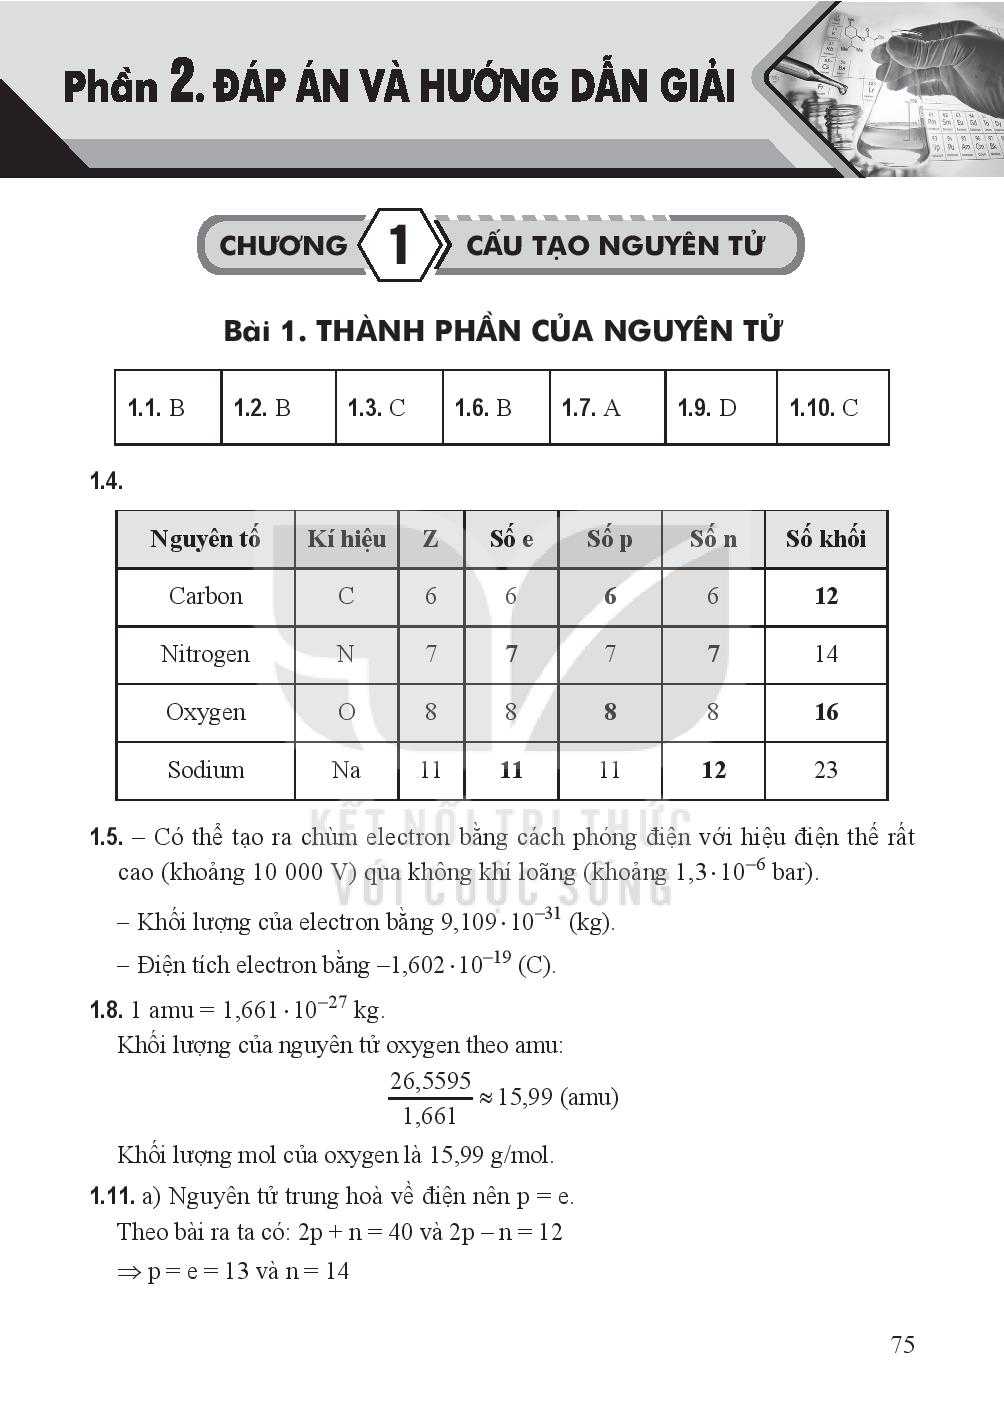 Phần 2. ĐÁP ÁN VÀ HƯỚNG DẪN GIẢI
CHƯƠNG 1 CẤU TẠO NGUYÊN TỬ
Bài 1. THÀNH PHẦN CỦA NGUYÊN TỬ
1.1. B 1.2. B 1.3. C 1.6. B 1.7. A 1.9. D 1.10. C
1.4.
Nguyên tố Kí hiệu Z Số e Số p Số n Số khối
Carbon C 6 6 6 6 12
Nitrogen N 7 7 7 7 14
Oxygen O 8 8 8 8 16
Sodium Na 11 11 11 12 23
KẾT NỐI TRI THỨC
VỚI CUỘC SỐNG
1.5. – Có thể tạo ra chùm electron bằng cách phóng điện với hiệu điện thế rất
cao (khoảng 10 000 V) qua không khí loãng (khoảng 1,3·10⁻⁶ bar).
– Khối lượng của electron bằng 9,109·10⁻³¹ (kg).
– Điện tích electron bằng –1,602·10⁻¹⁹ (C).
1.8. 1 amu = 1,661·10⁻²⁷ kg.
Khối lượng của nguyên tử oxygen theo amu:
26,5595
1,661
≈ 15,99 (amu)
Khối lượng mol của oxygen là 15,99 g/mol.
1.11. a) Nguyên tử trung hoà về điện nên p = e.
Theo bài ra ta có: 2p + n = 40 và 2p – n = 12
⇒ p = e = 13 và n = 14
75